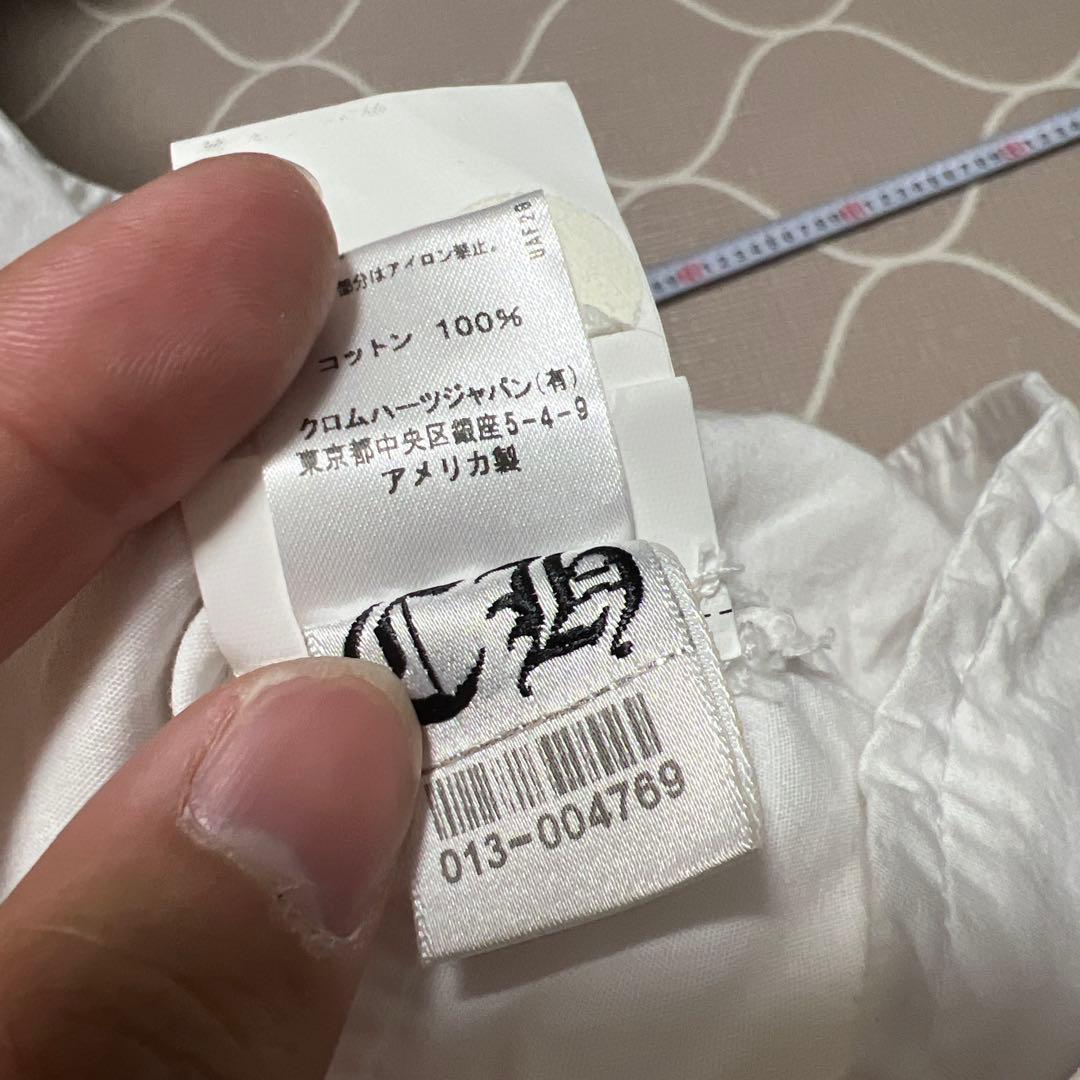 部分はアイロン禁止。
コットン 100%
クロムハーツジャパン(有)
東京都中央区銀座5-4-9
アメリカ製
CH
013-004769